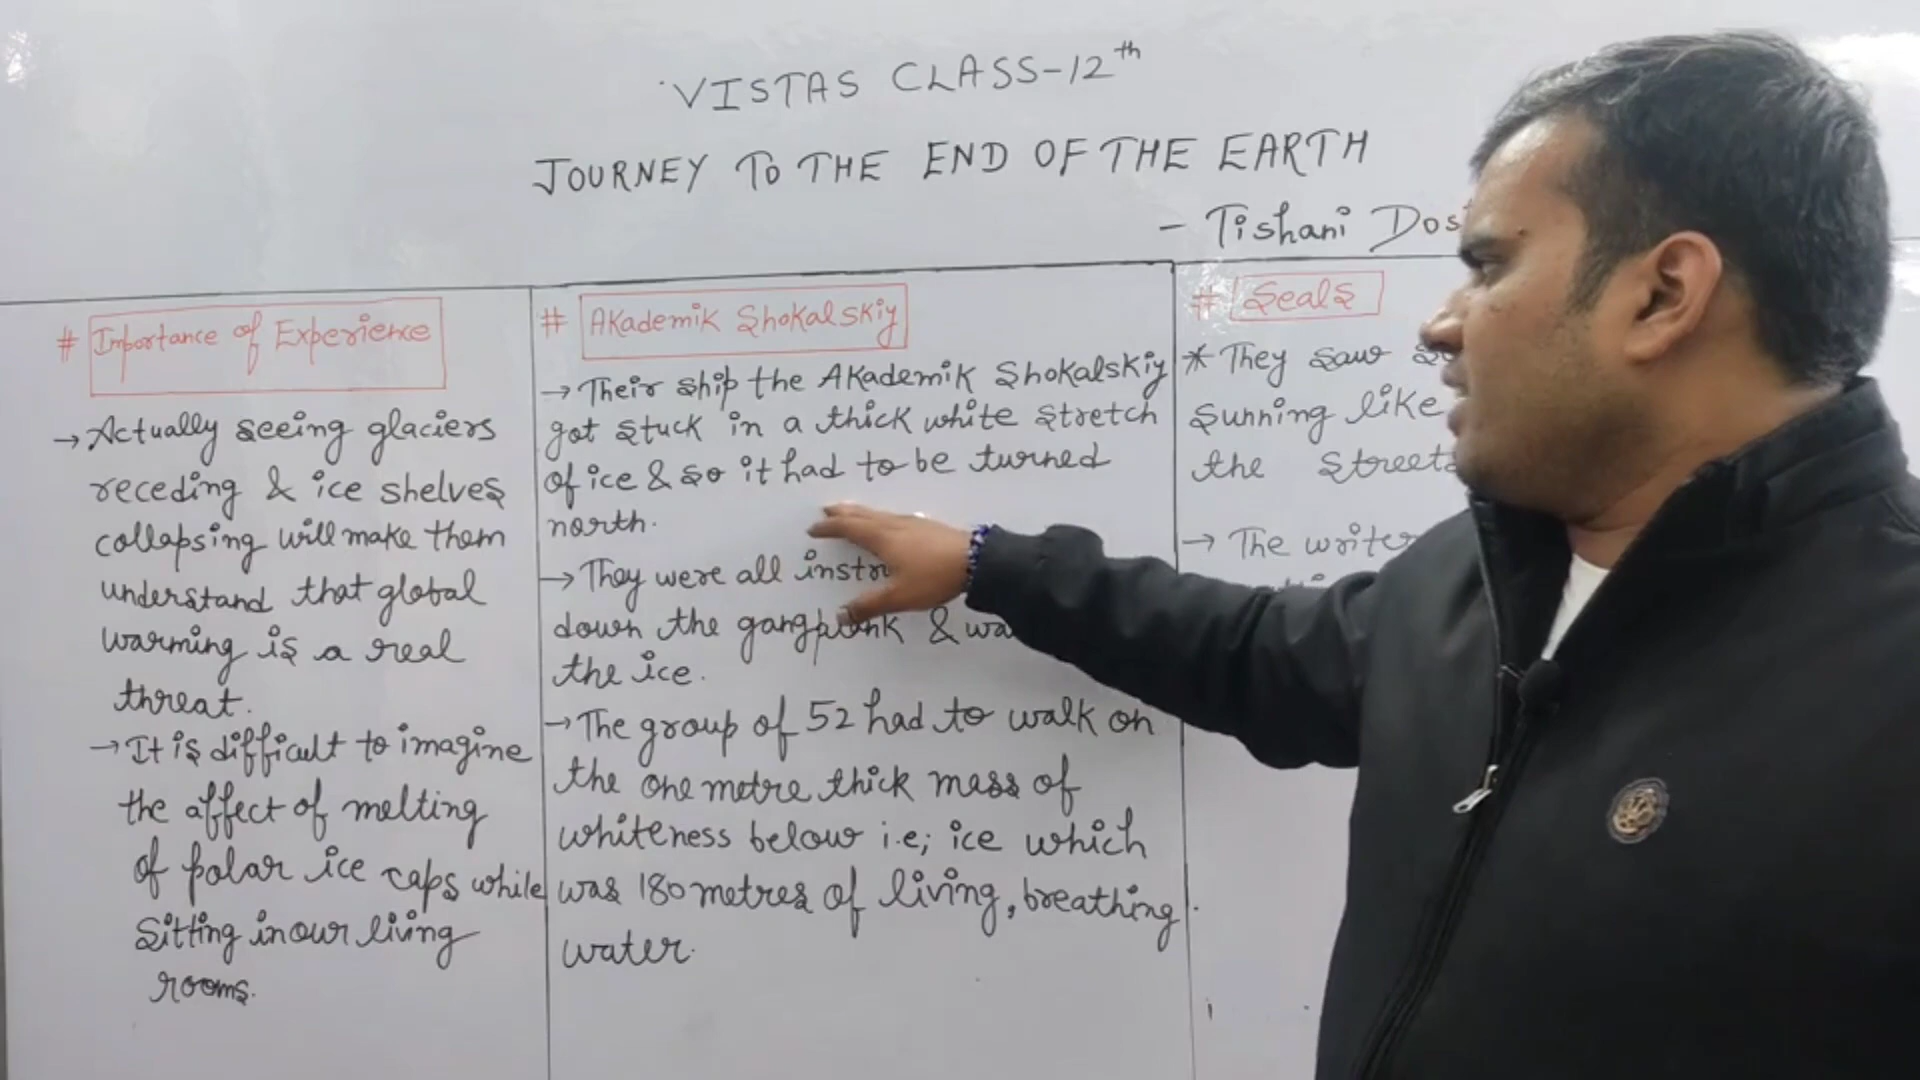 VISTAS CLASS-12th
JOURNEY TO THE END OF THE EARTH
- Tishani
# Importance of Experience
→ Actually seeing glaciers
receding & ice shelves
collapsing will make them
understand that global
warming is a real
threat.
→ It is difficult to imagine
the affect of melting
of polar ice caps while
sitting in our living
rooms.
# Akademik Shokalskiy
→ Their ship the Akademik Shokalskiy
got stuck in a thick white stretch
of ice & so it had to be turned
north.
→ They were all
down the gangplank &
the ice.
→ The group of 52 had to walk on
the one metre thick mass of
whiteness below i.e; ice which
was 180 metres of living, breathing
water.
# Seals
* They saw
sunning like
the streets
→ The writer